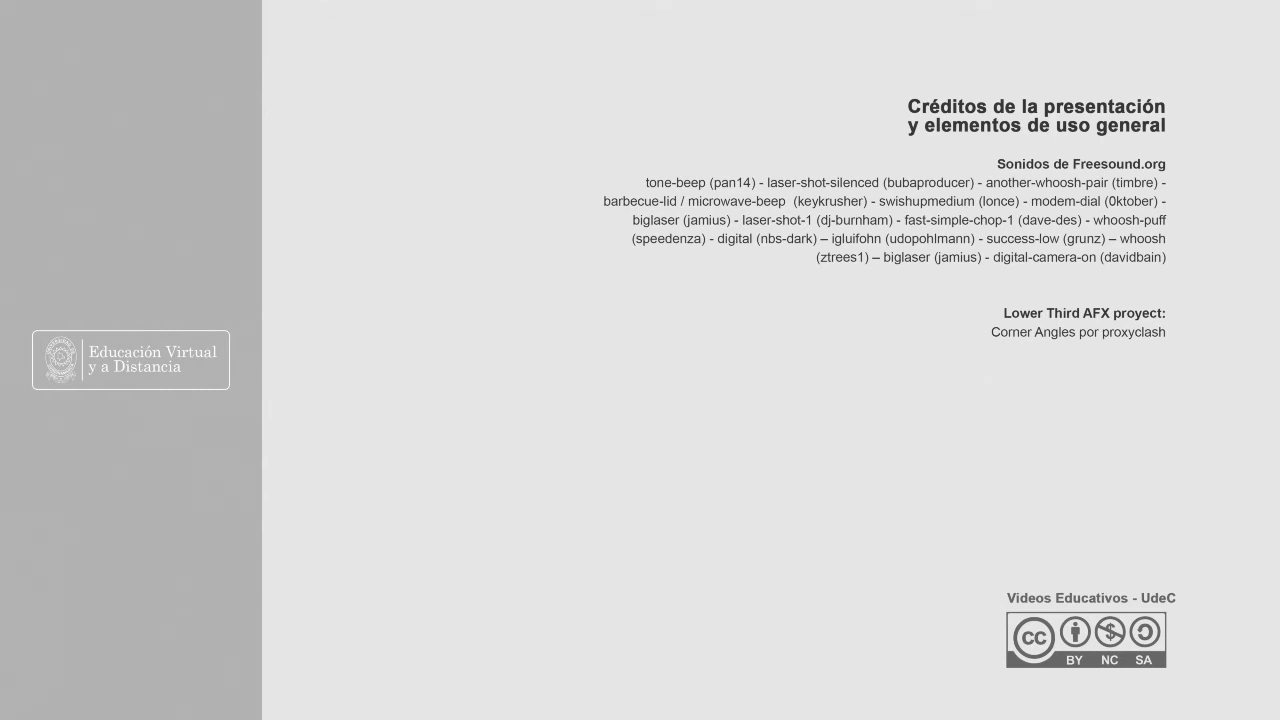 Créditos de la presentación
y elementos de uso general
Sonidos de Freesound.org
tone-beep (pan14) - laser-shot-silenced (bubaproducer) - another-whoosh-pair (timbre) -
barbecue-lid / microwave-beep  (keykrusher) - swishupmedium (lonce) - modem-dial (0ktober) -
biglaser (jamius) - laser-shot-1 (dj-burnham) - fast-simple-chop-1 (dave-des) - whoosh-puff
(speedenza) - digital (nbs-dark) – igluifohn (udopohlmann) - success-low (grunz) – whoosh
(ztrees1) – biglaser (jamius) - digital-camera-on (davidbain)
Lower Third AFX proyect:
Corner Angles por proxyclash
Educación Virtual
y a Distancia
Videos Educativos - UdeC
cc
BY NC SA